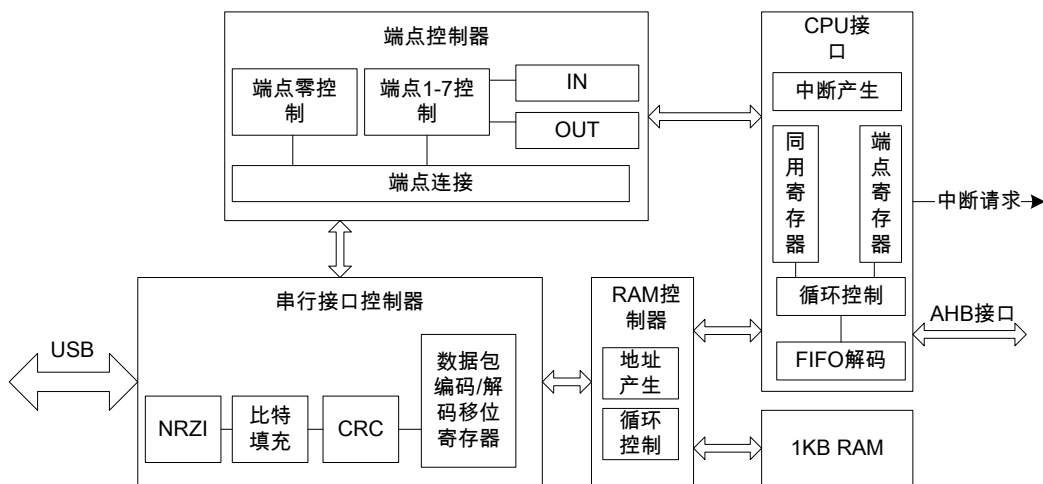 端点控制器
端点零控
制
端点1-7控
制
IN
OUT
端点连接
CPU接
口
中断产生
同
用
寄
存
器
端
点
寄
存
器
循环控制
FIFO解码
中断请求
AHB接口
串行接口控制器
USB
NRZI
比特
填充
CRC
数据包
编码/解
码移位
寄存器
RAM控
制器
地址
产生
循环
控制
1KB RAM